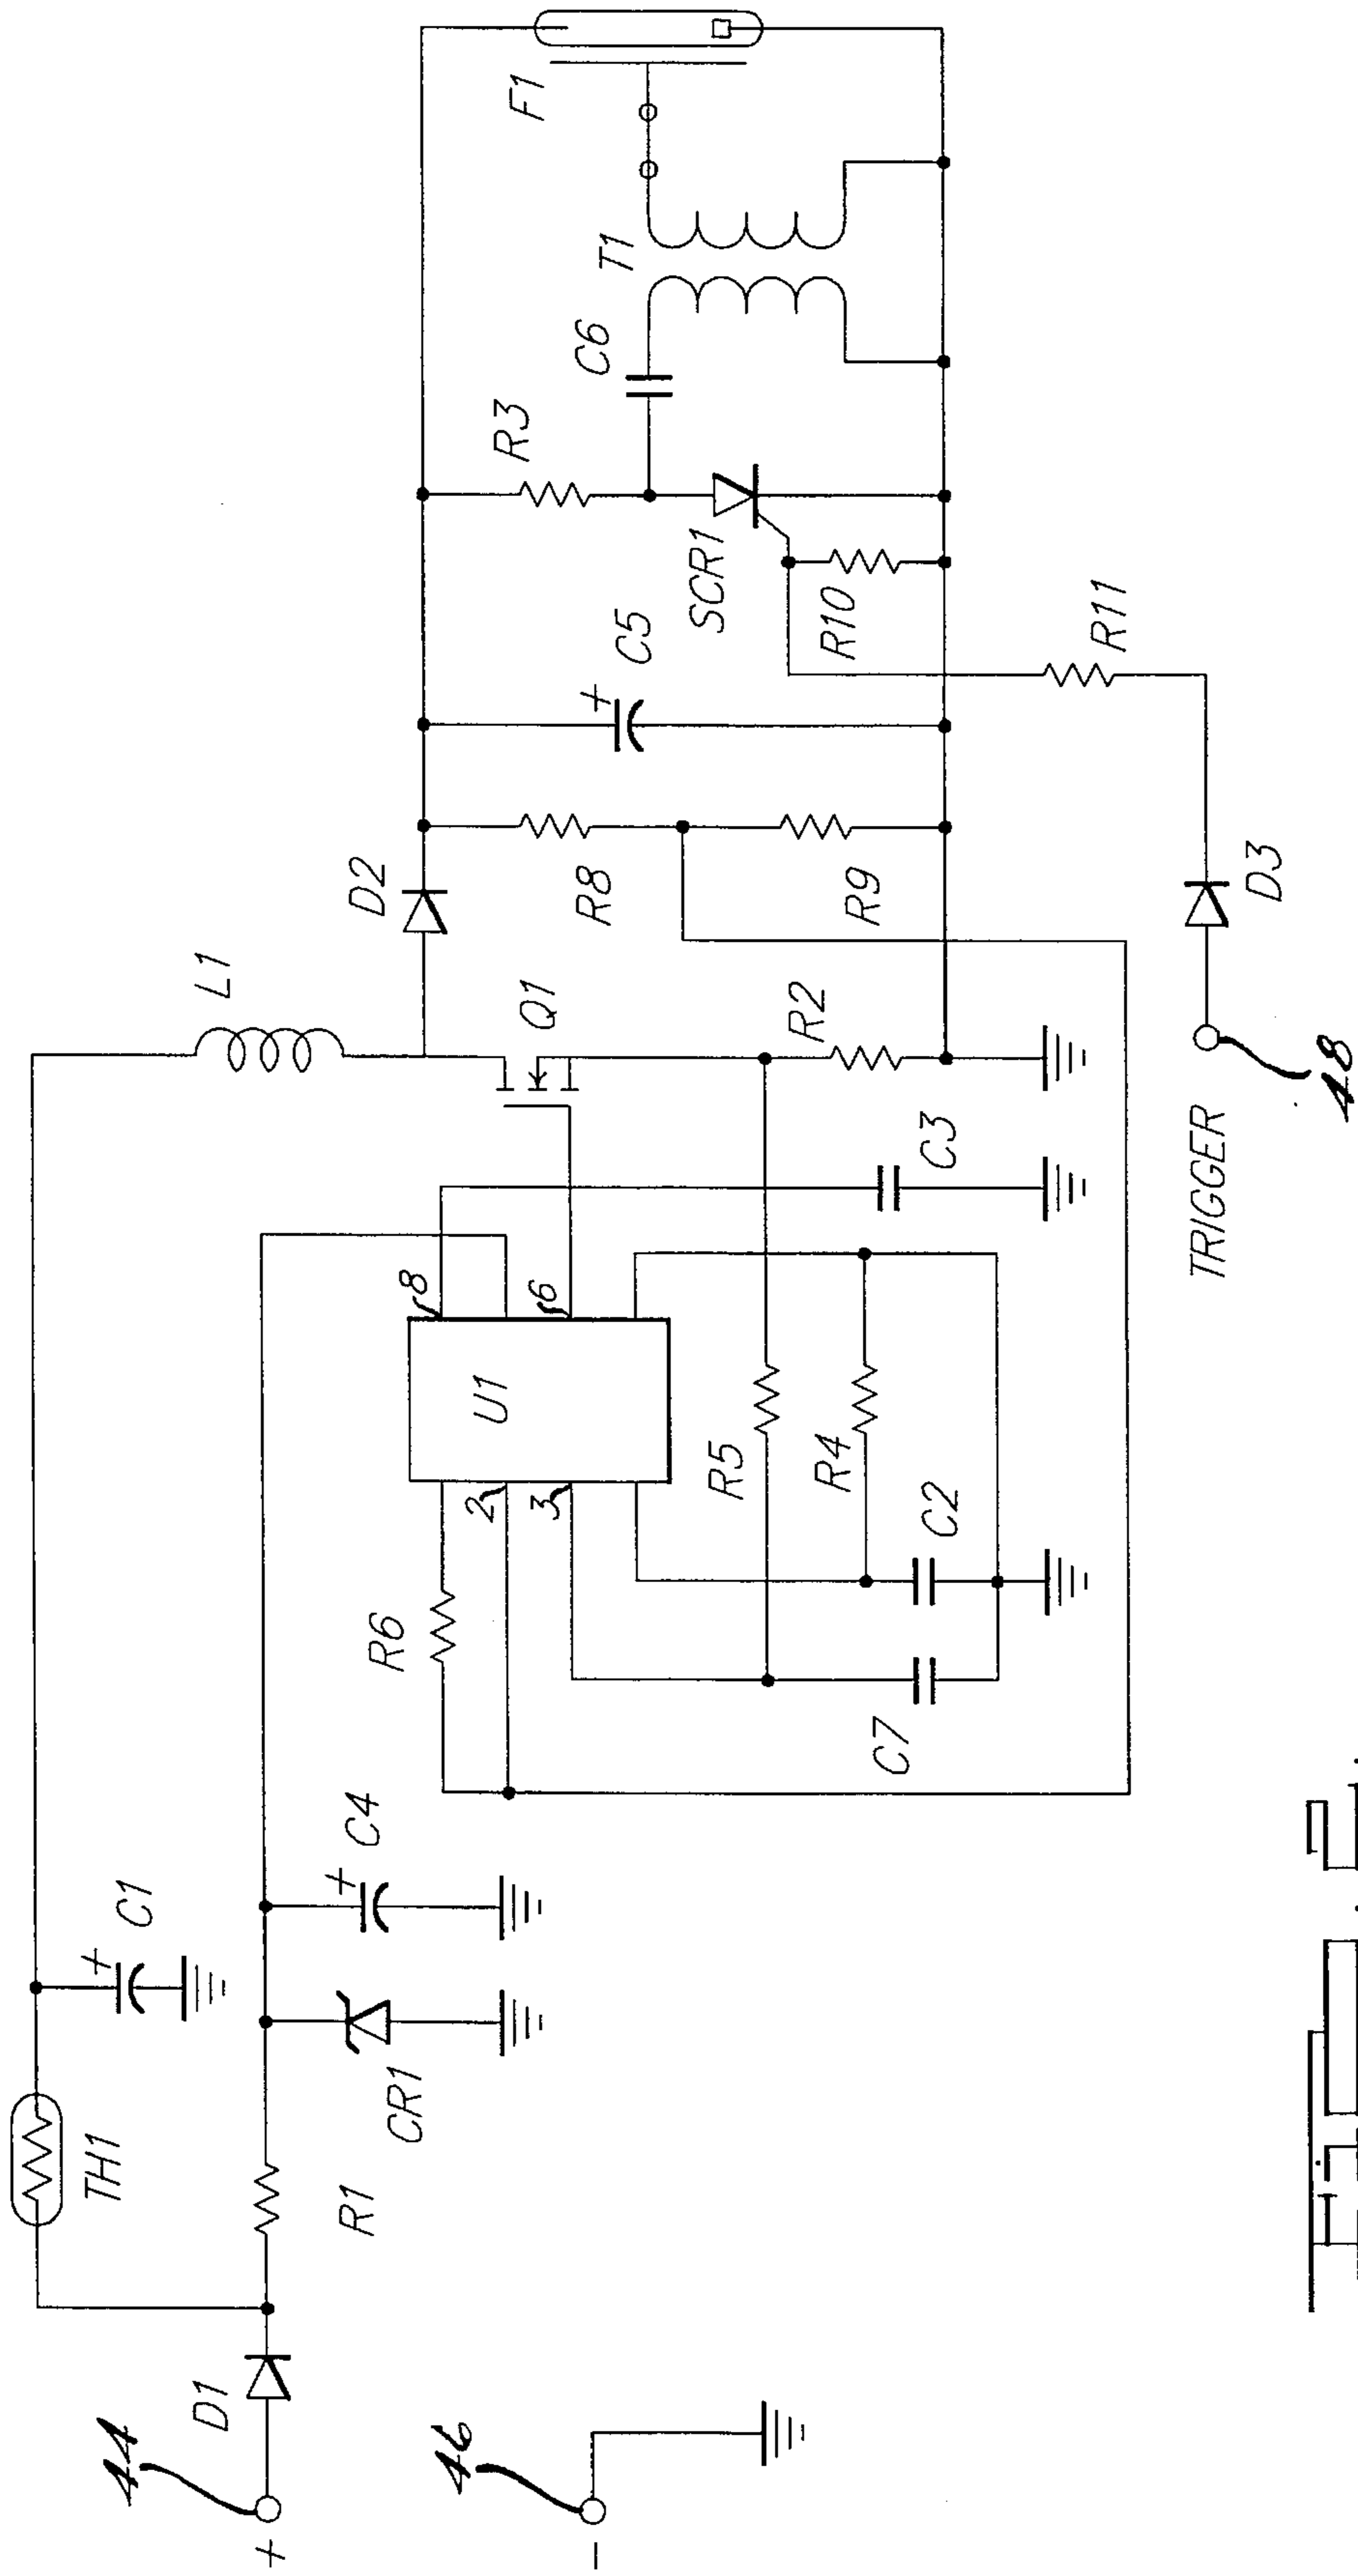 44
+
D1
46
−
TH1
R1
CR1
C1
+
C4
+
R6
C7
2
3
U1
8
6
R5
R4
C2
C3
L1
Q1
R2
D2
R8
R9
C5
+
R3
SCR1
R10
R11
D3
TRIGGER
48
C6
T1
F1